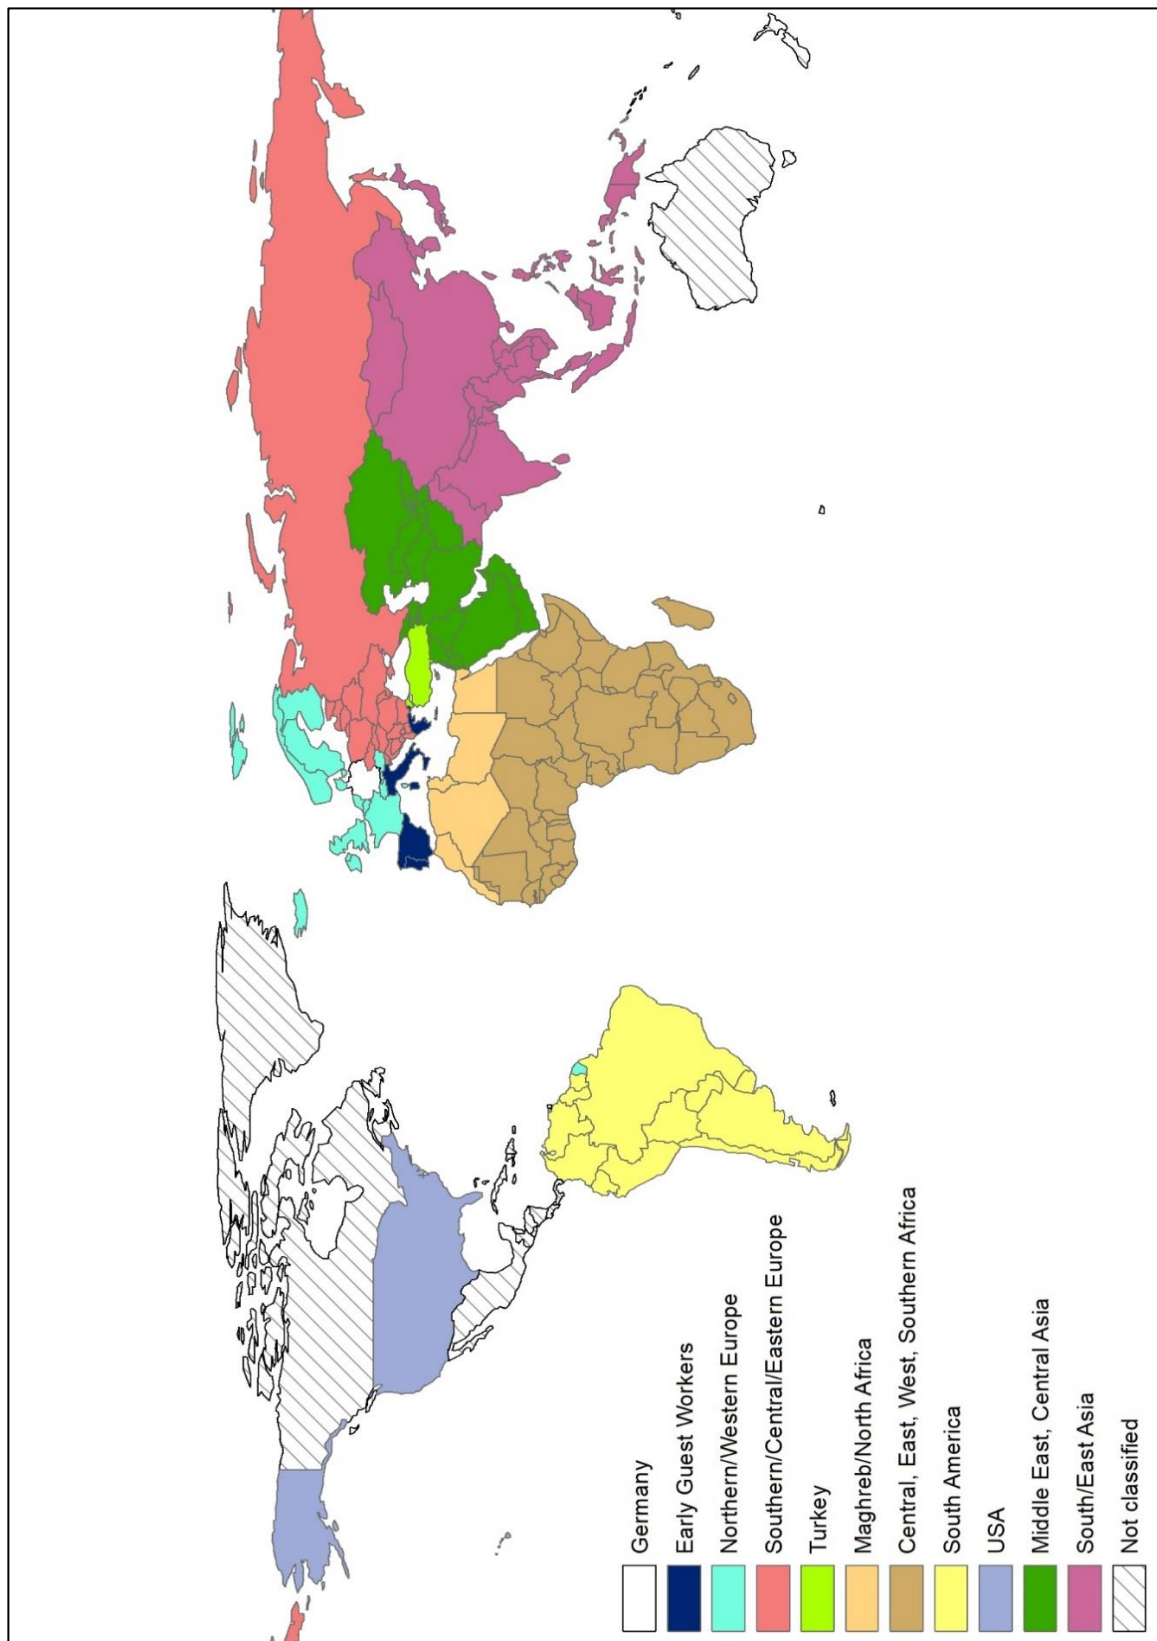 Germany
Early Guest Workers
Northern/Western Europe
Southern/Central/Eastern Europe
Turkey
Maghreb/North Africa
Central, East, West, Southern Africa
South America
USA
Middle East, Central Asia
South/East Asia
Not classified